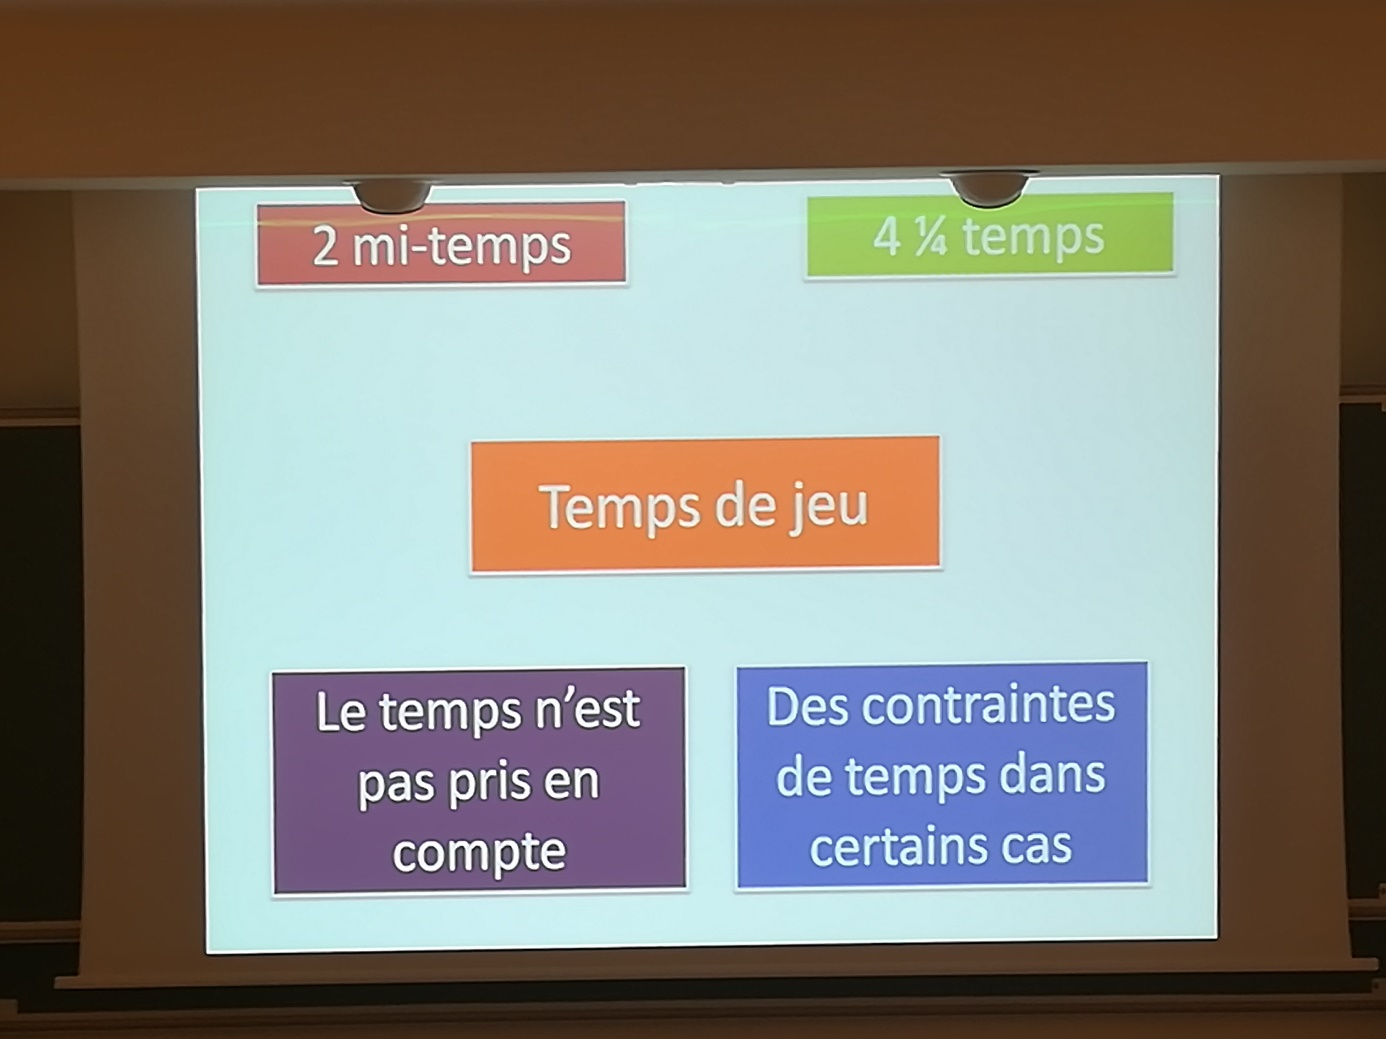 2 mi-temps
4 ¼ temps
Temps de jeu
Le temps n’est
pas pris en
compte
Des contraintes
de temps dans
certains cas